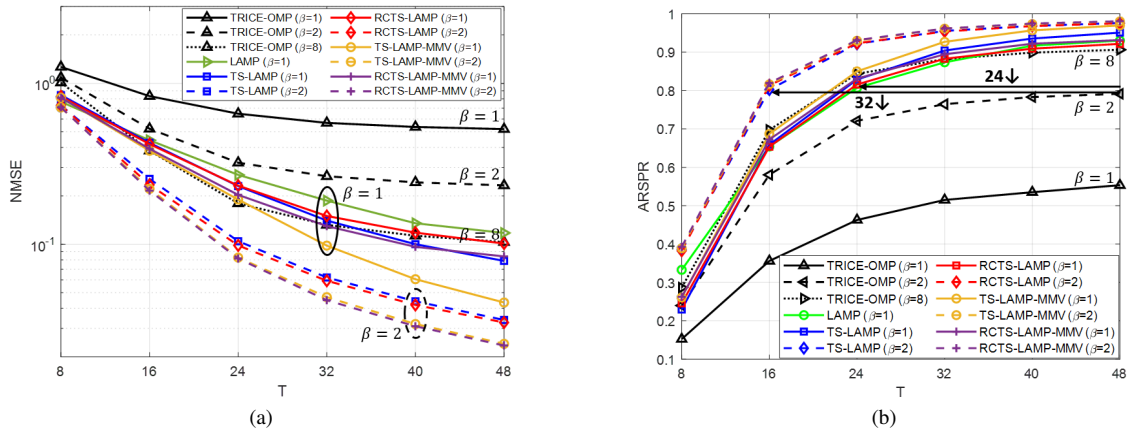 TRICE-OMP (β=1)
TRICE-OMP (β=2)
TRICE-OMP (β=8)
LAMP (β=1)
TS-LAMP (β=1)
TS-LAMP (β=2)
RCTS-LAMP (β=1)
RCTS-LAMP (β=2)
TS-LAMP-MMV (β=1)
TS-LAMP-MMV (β=2)
RCTS-LAMP-MMV (β=1)
RCTS-LAMP-MMV (β=2)
NMSE
10⁰
10⁻¹
β = 1
β = 2
β = 1
β = 8
β = 2
8 16 24 32 40 48
T
(a)
ARSPR
1
0.9
0.8
0.7
0.6
0.5
0.4
0.3
0.2
0.1
24↓
β = 8
32↓
β = 2
β = 1
TRICE-OMP (β=1)
TRICE-OMP (β=2)
TRICE-OMP (β=8)
LAMP (β=1)
TS-LAMP (β=1)
TS-LAMP (β=2)
RCTS-LAMP (β=1)
RCTS-LAMP (β=2)
TS-LAMP-MMV (β=1)
TS-LAMP-MMV (β=2)
RCTS-LAMP-MMV (β=1)
RCTS-LAMP-MMV (β=2)
8 16 24 32 40 48
T
(b)